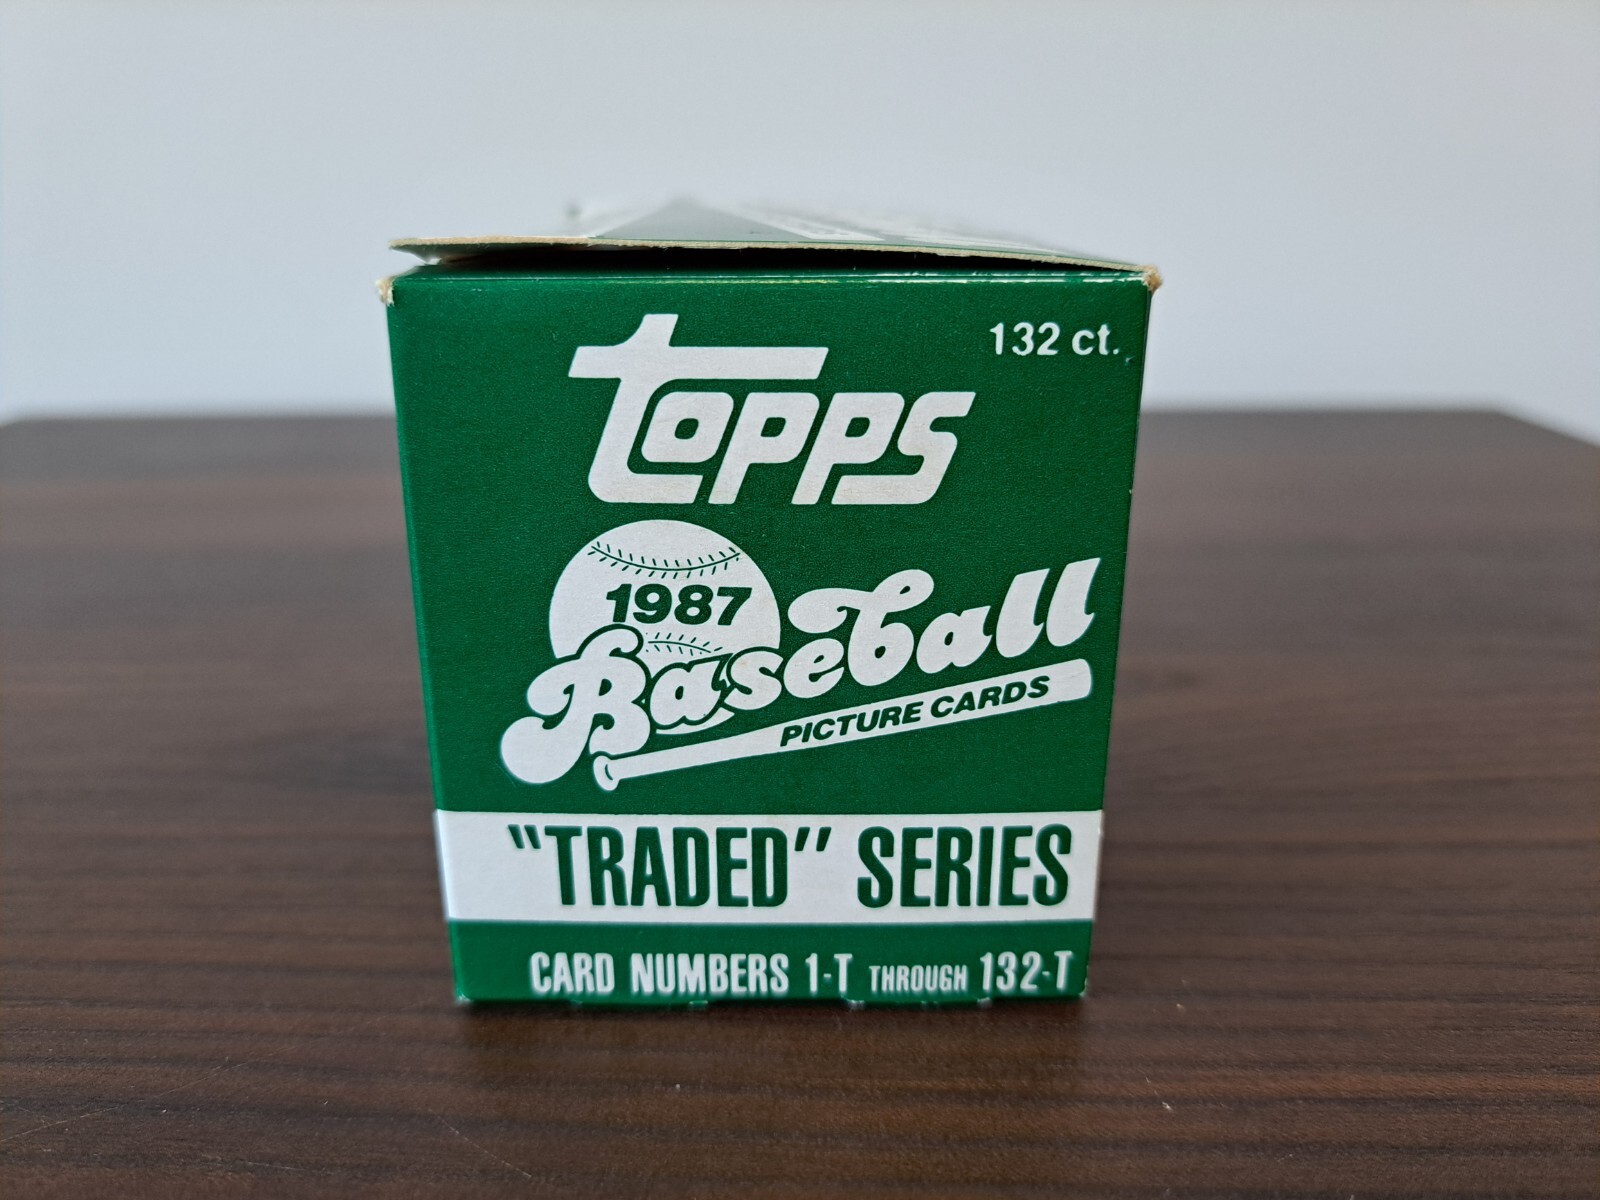 132 ct.
topps
1987
Baseball
PICTURE CARDS
"TRADED" SERIES
CARD NUMBERS 1-T THROUGH 132-T